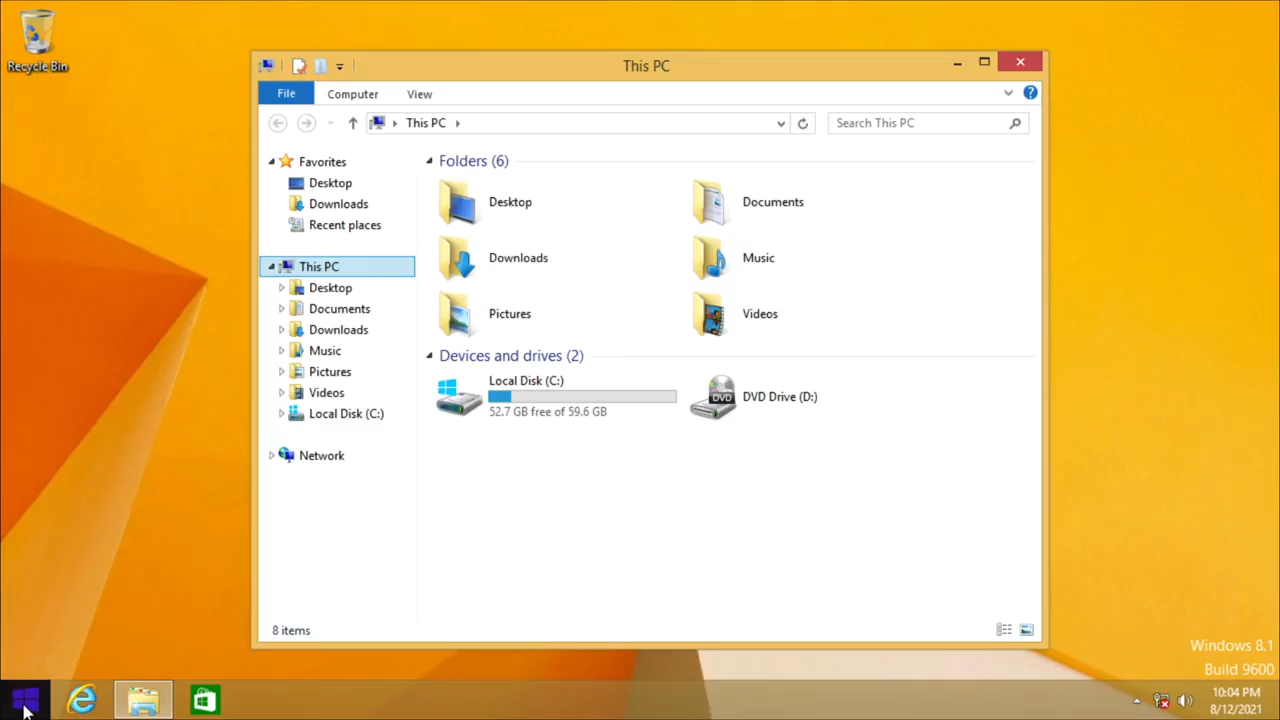 Recycle Bin
This PC
File
Computer
View
This PC
Search This PC
Favorites
Desktop
Downloads
Recent places
This PC
Desktop
Documents
Downloads
Music
Pictures
Videos
Local Disk (C:)
Network
Folders (6)
Desktop
Documents
Downloads
Music
Pictures
Videos
Devices and drives (2)
Local Disk (C:)
52.7 GB free of 59.6 GB
DVD
DVD Drive (D:)
8 items
Windows 8.1
Build 9600
10:04 PM
8/12/2021